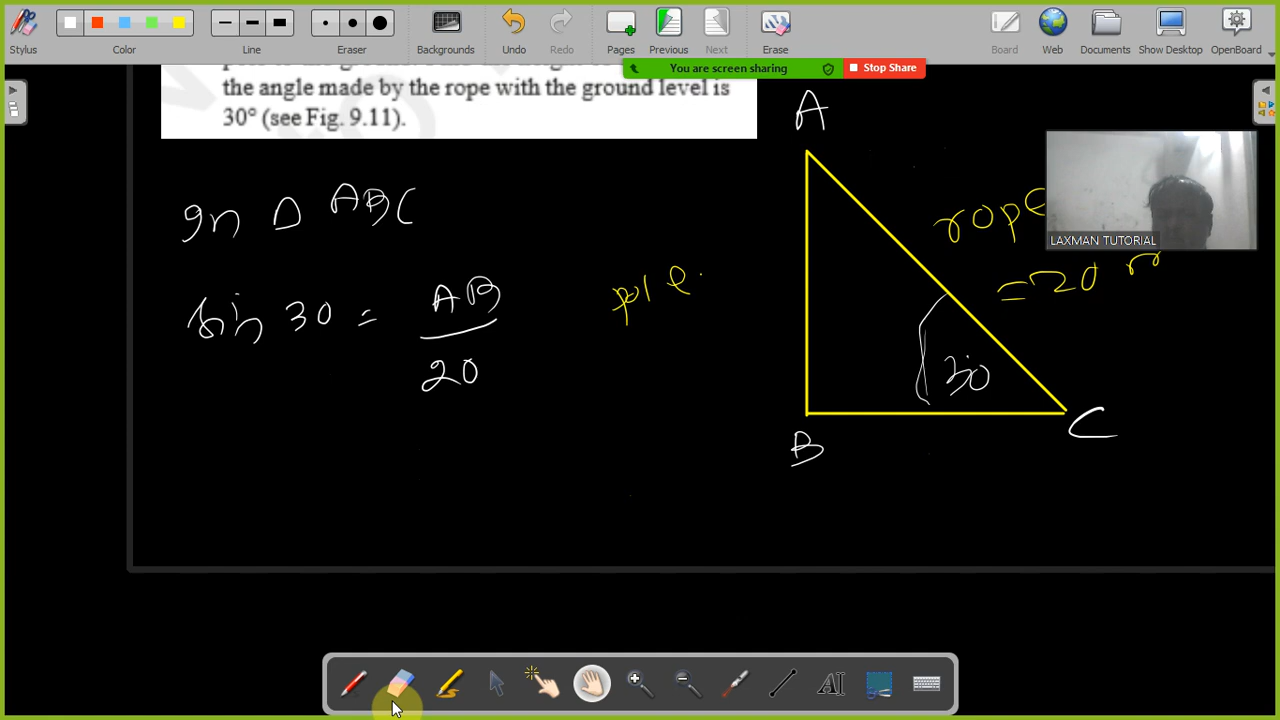 Stylus
Color
Line
Eraser
Backgrounds
Undo
Redo
Pages
Previous
Next
Erase
Board
Web
Documents
Show Desktop
OpenBoard
You are screen sharing
Stop Share
the angle made by the rope with the ground level is
30° (see Fig. 9.11).
A
In Δ ABC
rope
LAXMAN TUTORIAL
= 20 m
pole
sin 30 = AB
20
30
C
B
AI